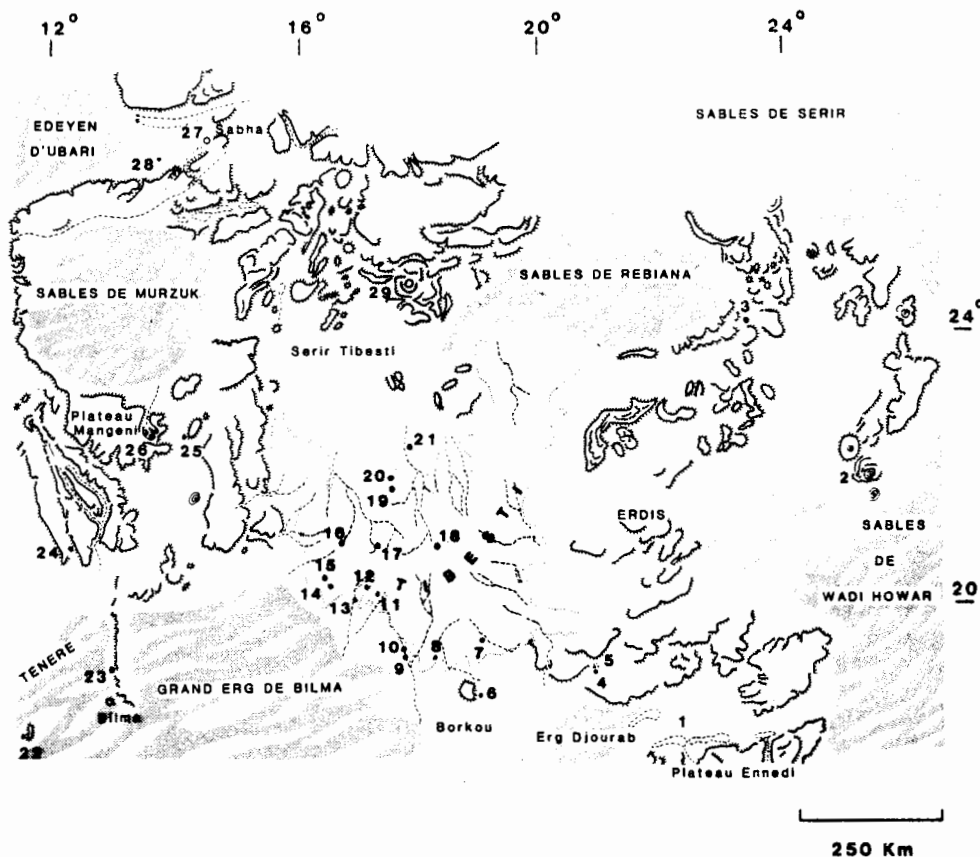 12°
16°
20°
24°
SABLES DE SERIR
EDEYEN
D'UBARI
27
Sabha
28
SABLES DE MURZUK
29
SABLES DE REBIANA
3
24°
Serir Tibesti
Plateau
Mangeni
26
25
21
20
19
2
24
16
17
18
T I B E S T I
ERDIS
SABLES
DE
WADI HOWAR
15
14
12
13
11
20
TENERE
23
Bilma
GRAND ERG DE BILMA
10
9
8
7
5
4
6
Borkou
22
Erg Djourab
1
Plateau Ennedi
250 Km